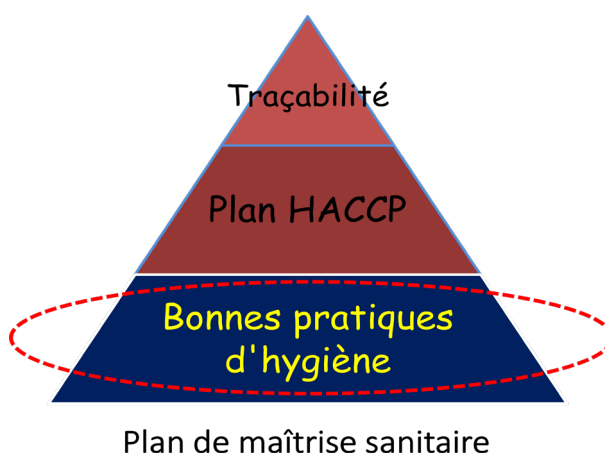 Traçabilité
Plan HACCP
Bonnes pratiques
d'hygiène
Plan de maîtrise sanitaire